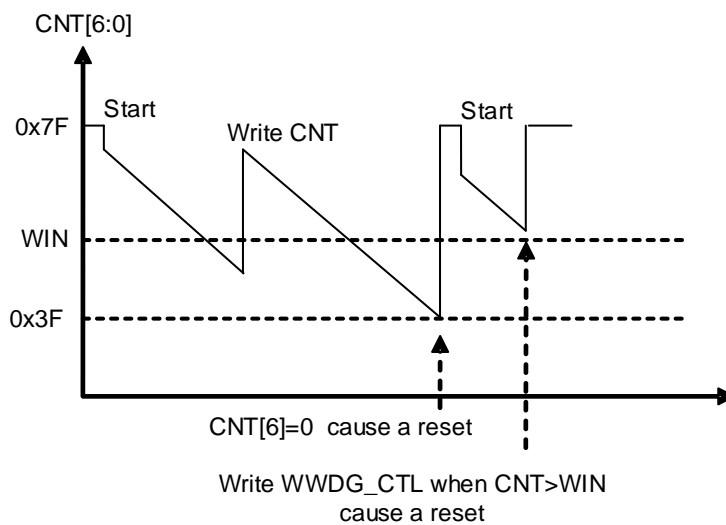 CNT[6:0]
Start
Start
0x7F
Write CNT
WIN
0x3F
CNT[6]=0 cause a reset
Write WWDG_CTL when CNT>WIN
cause a reset